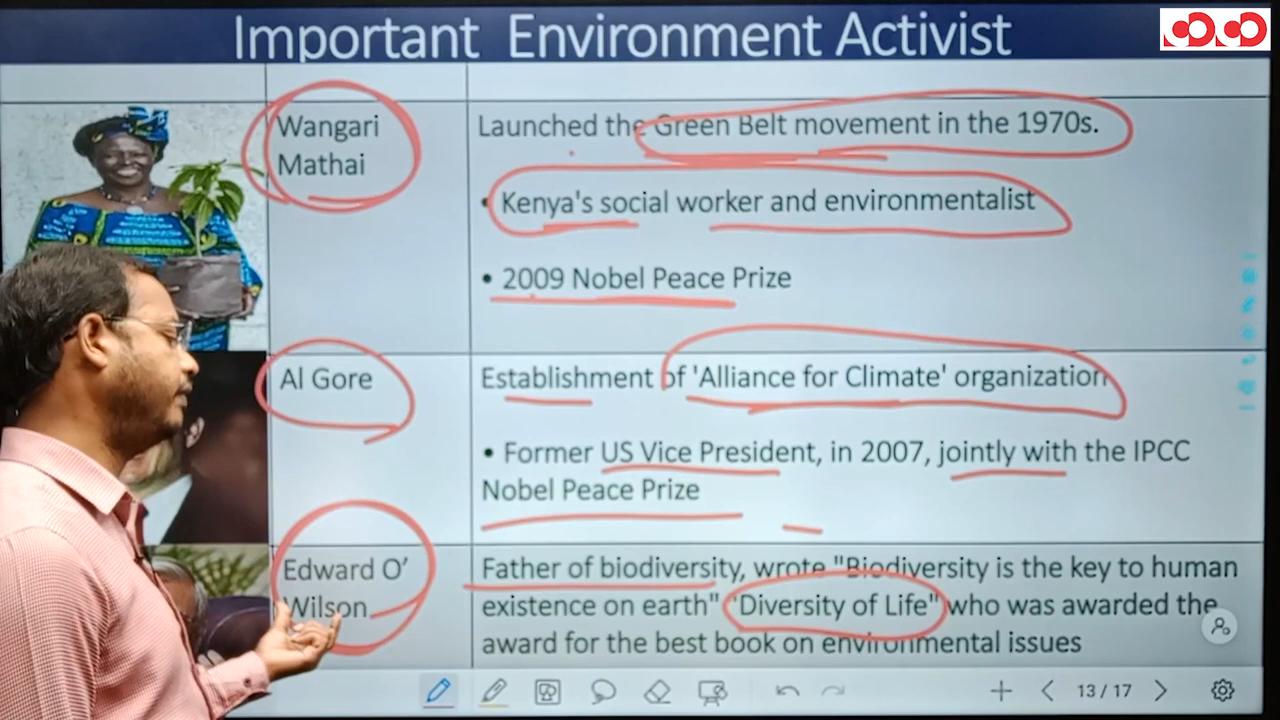 Important Environment Activist
Wangari
Mathai
Launched the Green Belt movement in the 1970s.
• Kenya's social worker and environmentalist
• 2009 Nobel Peace Prize
Al Gore
Establishment of 'Alliance for Climate' organization
• Former US Vice President, in 2007, jointly with the IPCC
Nobel Peace Prize
Edward O'
Wilson
Father of biodiversity, wrote "Biodiversity is the key to human
existence on earth" "Diversity of Life" who was awarded the
award for the best book on environmental issues
13 / 17